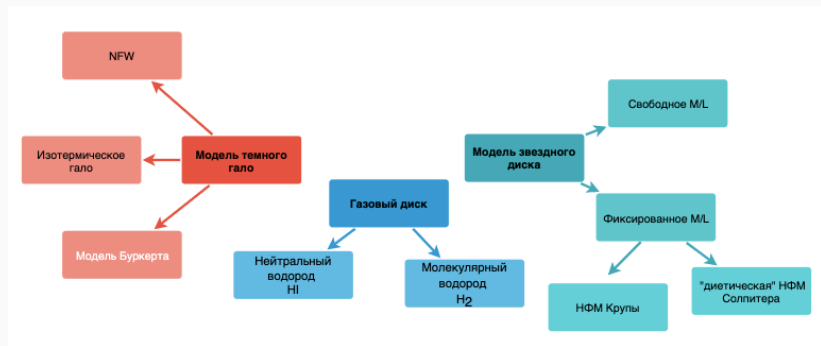 NFW
Изотермическое
гало
Модель темного
гало
Модель Буркерта
Газовый диск
Нейтральный
водород
HI
Молекулярный
водород
H2
Модель звездного
диска
Свободное M/L
Фиксированное M/L
НФМ Крупы
"диетическая" НФМ
Солпитера